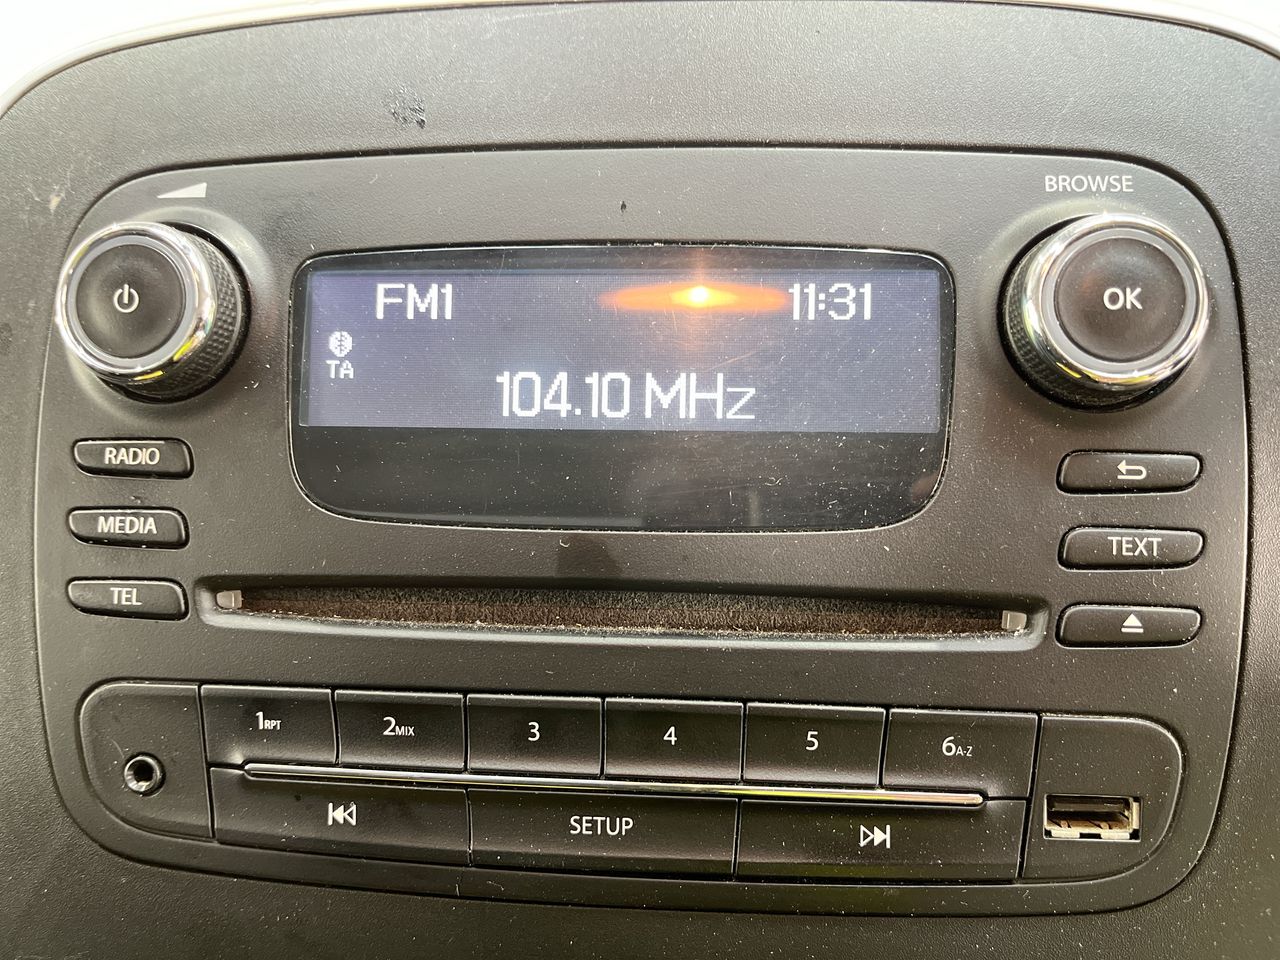 BROWSE
FM1 11:31
OK
TA
104.10 MHz
RADIO
MEDIA
TEXT
TEL
1RPT 2MIX 3 4 5 6A-Z
SETUP